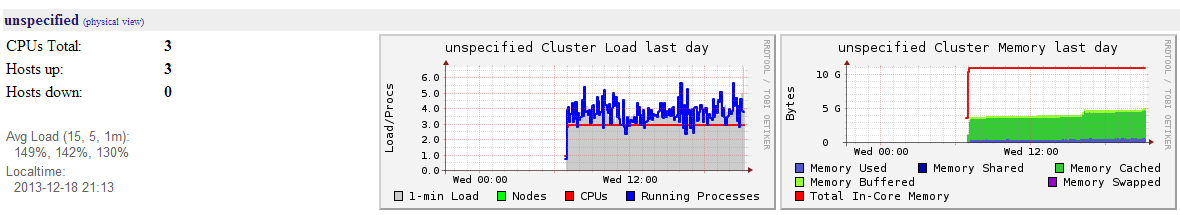 unspecified (physical view)
CPUs Total: 3
Hosts up: 3
Hosts down: 0
Avg Load (15, 5, 1m):
149%, 142%, 130%
Localtime:
2013-12-18 21:13
unspecified Cluster Load last day
RRDTOOL / TOBI OETIKER
Load/Procs
6.0
5.0
4.0
3.0
2.0
1.0
0.0
Wed 00:00 Wed 12:00
1-min Load Nodes CPUs Running Processes
unspecified Cluster Memory last day
RRDTOOL / TOBI OETIKER
Bytes
10 G
5 G
0
Wed 00:00 Wed 12:00
Memory Used Memory Shared Memory Cached
Memory Buffered Memory Swapped
Total In-Core Memory